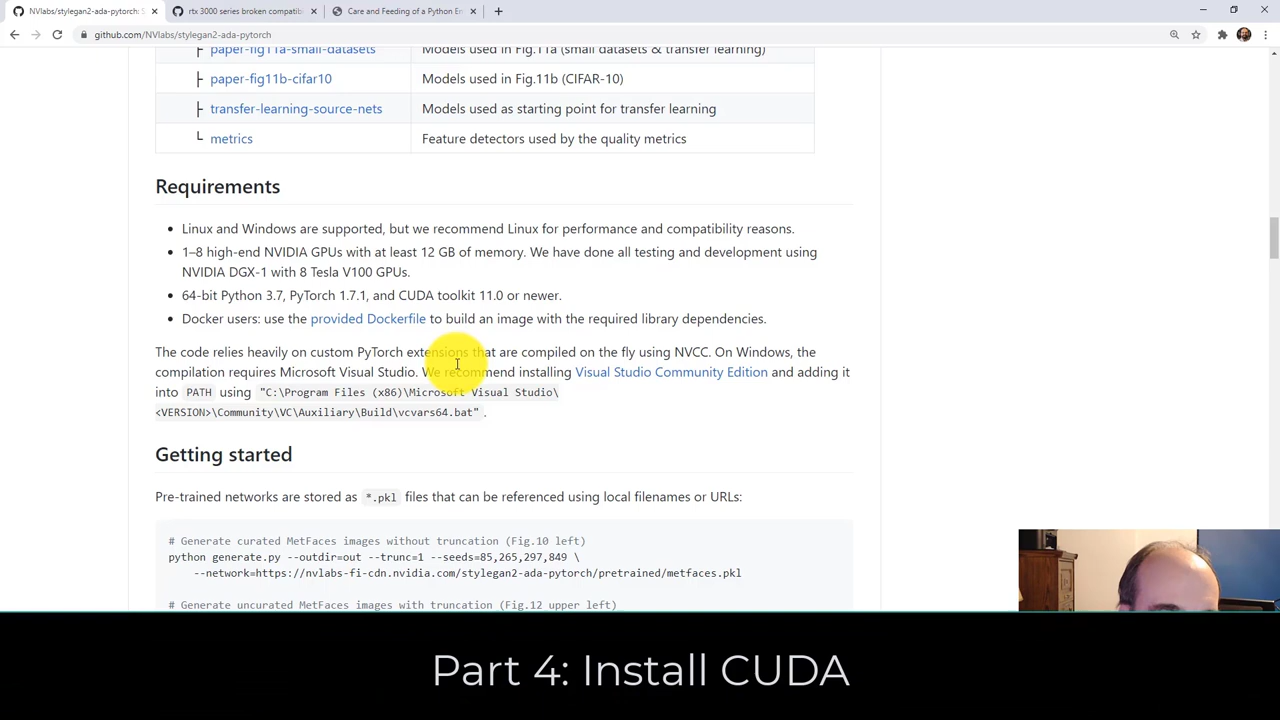 NVlabs/stylegan2-ada-pytorch: S
rtx 3000 series broken compatibi
Care and Feeding of a Python En
github.com/NVlabs/stylegan2-ada-pytorch
├ paper-fig11a-small-datasets Models used in Fig.11a (small datasets & transfer learning)
├ paper-fig11b-cifar10 Models used in Fig.11b (CIFAR-10)
├ transfer-learning-source-nets Models used as starting point for transfer learning
└ metrics Feature detectors used by the quality metrics
Requirements
• Linux and Windows are supported, but we recommend Linux for performance and compatibility reasons.
• 1–8 high-end NVIDIA GPUs with at least 12 GB of memory. We have done all testing and development using
NVIDIA DGX-1 with 8 Tesla V100 GPUs.
• 64-bit Python 3.7, PyTorch 1.7.1, and CUDA toolkit 11.0 or newer.
• Docker users: use the provided Dockerfile to build an image with the required library dependencies.
The code relies heavily on custom PyTorch extensions that are compiled on the fly using NVCC. On Windows, the
compilation requires Microsoft Visual Studio. We recommend installing Visual Studio Community Edition and adding it
into PATH using "C:\Program Files (x86)\Microsoft Visual Studio\
<VERSION>\Community\VC\Auxiliary\Build\vcvars64.bat".
Getting started
Pre-trained networks are stored as *.pkl files that can be referenced using local filenames or URLs:
# Generate curated MetFaces images without truncation (Fig.10 left)
python generate.py --outdir=out --trunc=1 --seeds=85,265,297,849 \
--network=https://nvlabs-fi-cdn.nvidia.com/stylegan2-ada-pytorch/pretrained/metfaces.pkl
# Generate uncurated MetFaces images with truncation (Fig.12 upper left)
Part 4: Install CUDA